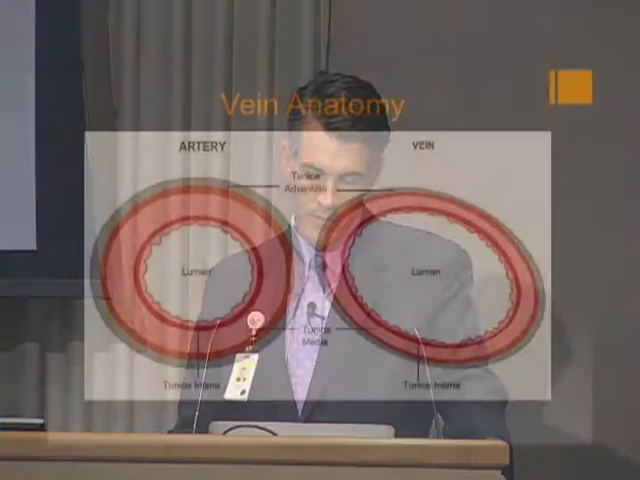 Vein Anatomy
ARTERY
VEIN
Tunica
Adventitia
Lumen
Lumen
Tunica
Media
Tunica Intima
Tunica Intima